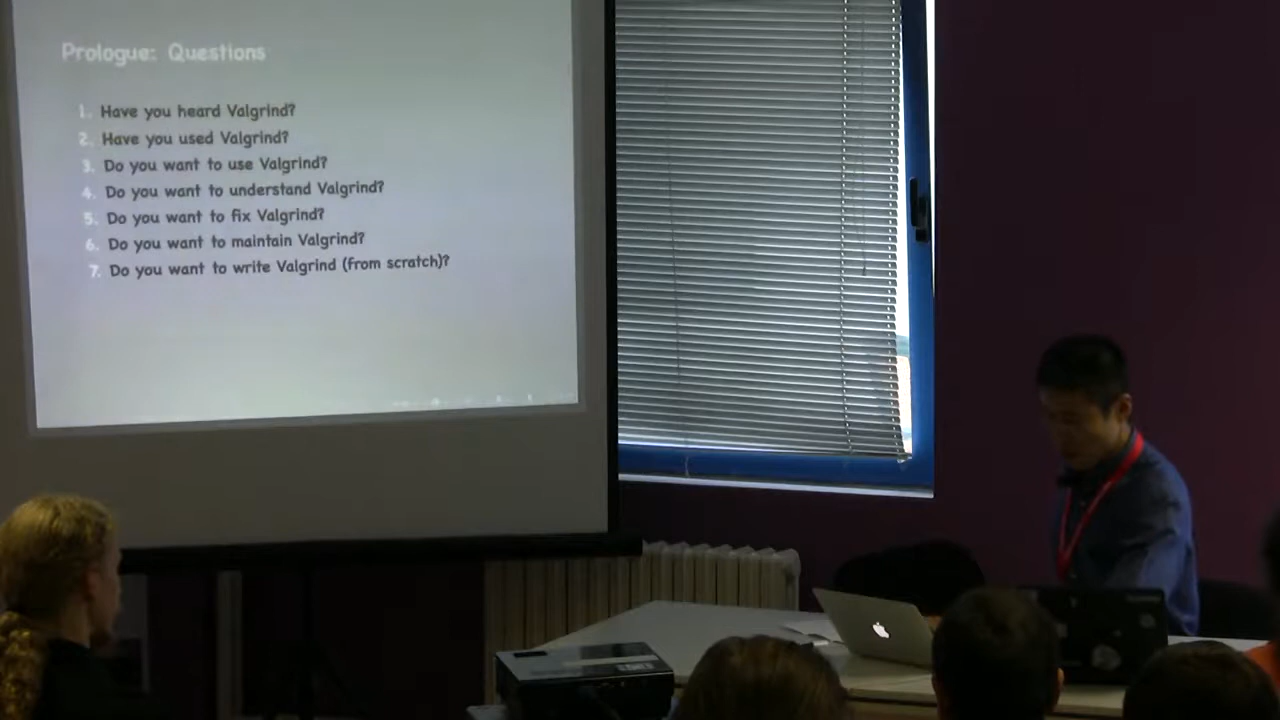 Prologue: Questions
1. Have you heard Valgrind?
2. Have you used Valgrind?
3. Do you want to use Valgrind?
4. Do you want to understand Valgrind?
5. Do you want to fix Valgrind?
6. Do you want to maintain Valgrind?
7. Do you want to write Valgrind (from scratch)?